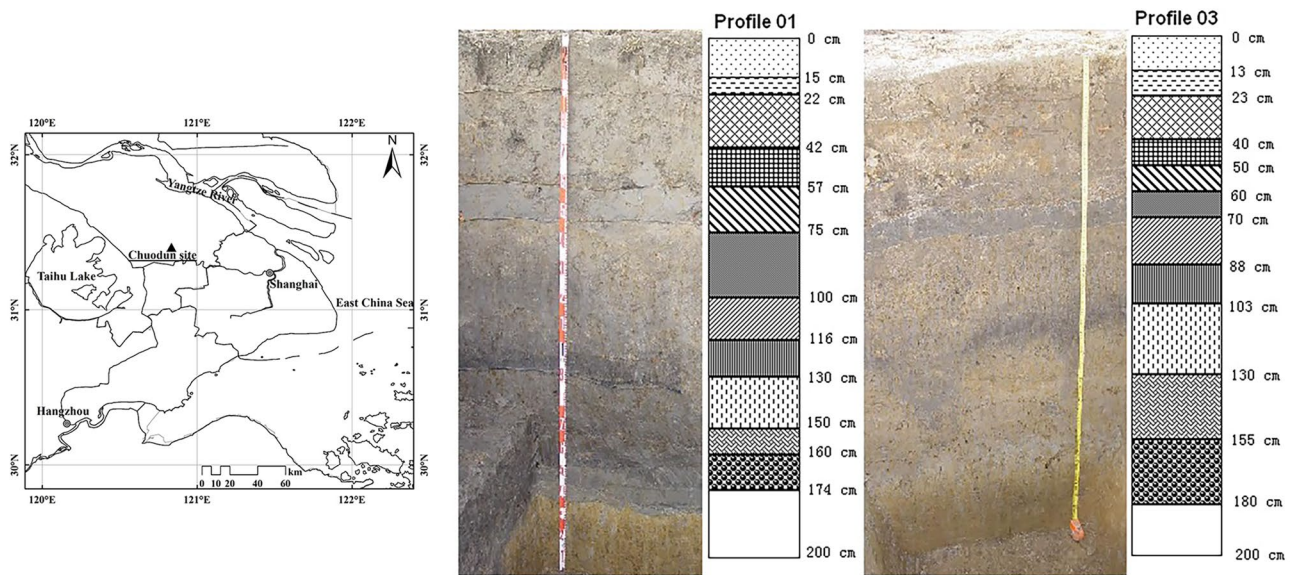 120°E 121°E 122°E
N
32°N 32°N
Yangtze River
Chuodun site
Taihu Lake
Shanghai
East China Sea
31°N 31°N
Hangzhou
30°N 30°N
km
0 10 20 40 60
120°E 121°E 122°E
Profile 01
0 cm
15 cm
22 cm
42 cm
57 cm
75 cm
100 cm
116 cm
130 cm
150 cm
160 cm
174 cm
200 cm
Profile 03
0 cm
13 cm
23 cm
40 cm
50 cm
60 cm
70 cm
88 cm
103 cm
130 cm
155 cm
180 cm
200 cm